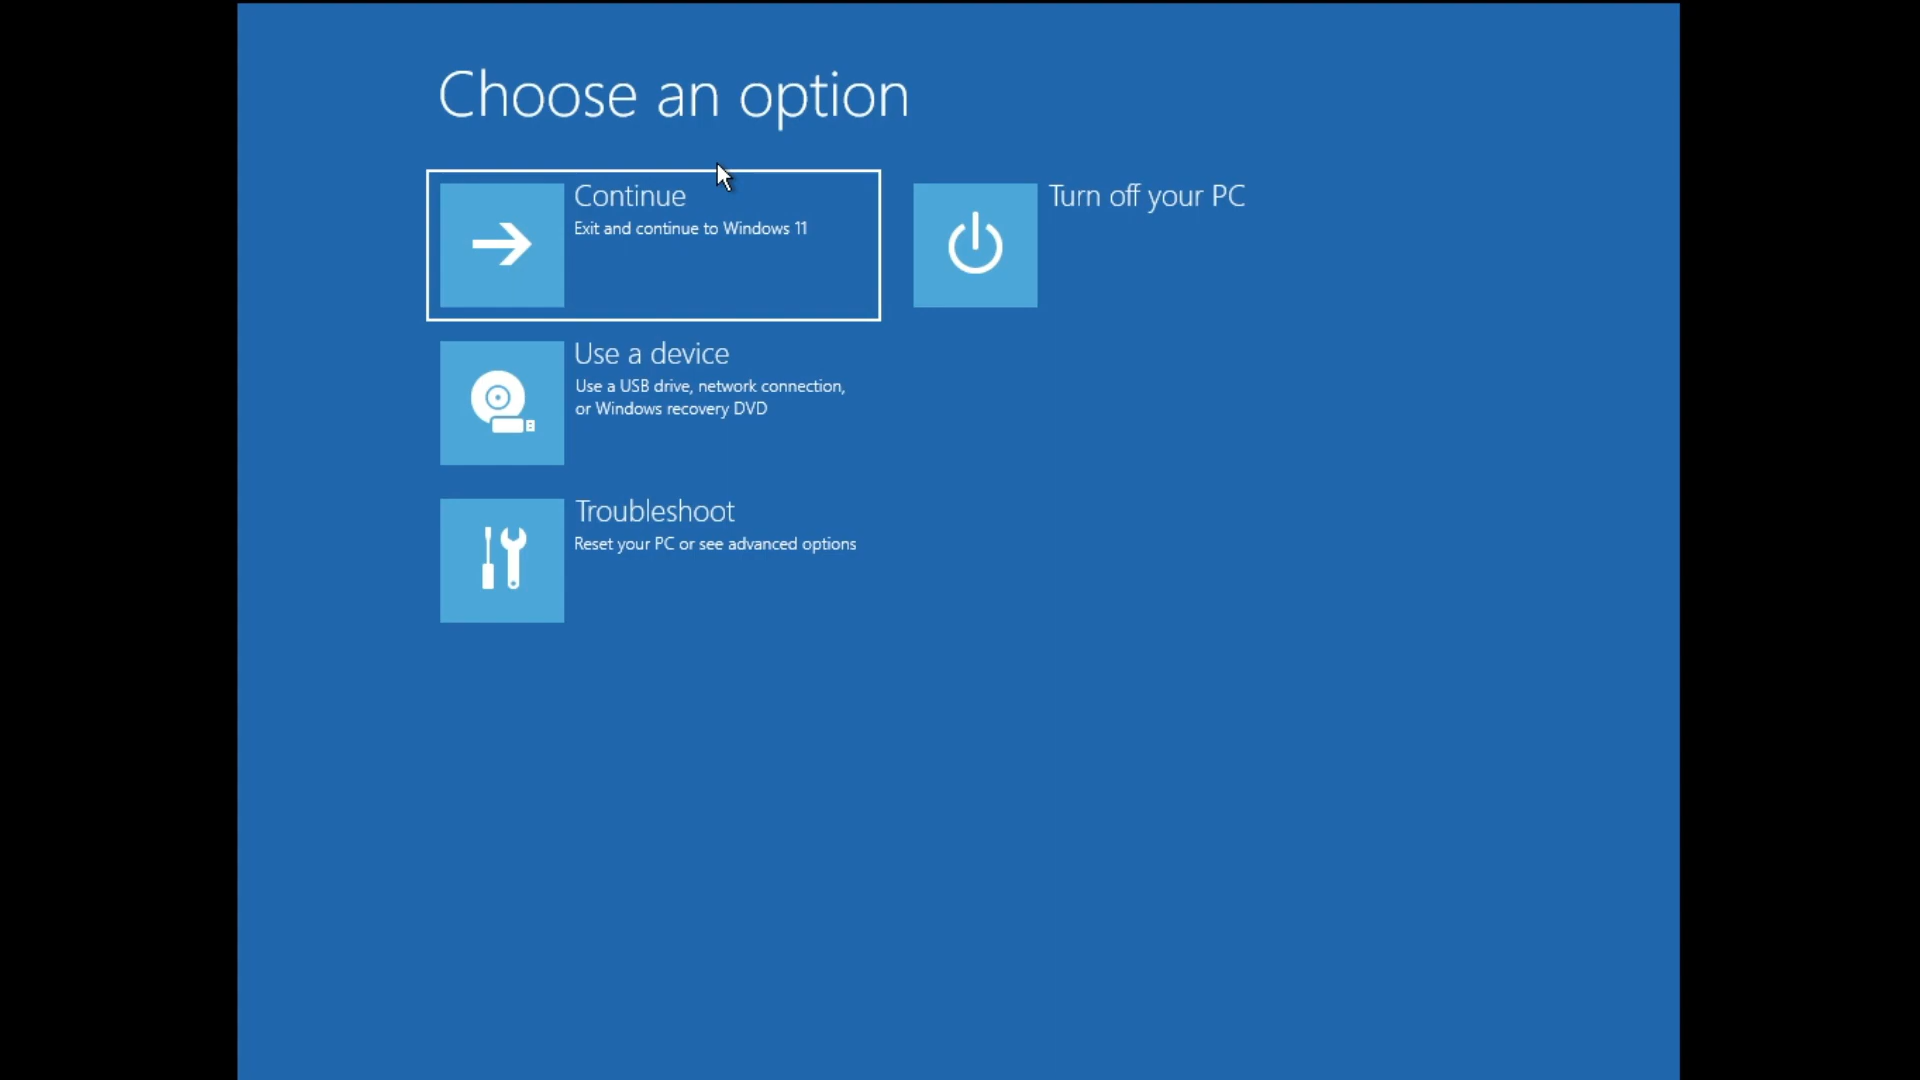 Choose an option
Continue
Exit and continue to Windows 11
Turn off your PC
Use a device
Use a USB drive, network connection,
or Windows recovery DVD
Troubleshoot
Reset your PC or see advanced options